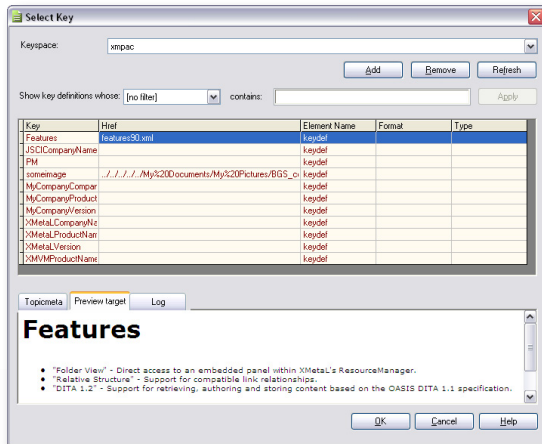 Select Key
Keyspace: xmpac
Add Remove Refresh
Show key definitions whose: [no filter] contains: Apply
Key Href Element Name Format Type
Features features90.xml keydef
JSCICompanyName keydef
PM keydef
someimage ../../../../My%20Documents/My%20Pictures/BGS_c keydef
MyCompanyCompar keydef
MyCompanyProduct keydef
MyCompanyVersion keydef
XMetaLCompanyNa keydef
XMetaLProductNam keydef
XMetaLVersion keydef
XMVMProductName keydef
Topicmeta Preview target Log
Features
• "Folder View" - Direct access to an embedded panel within XMetaL's ResourceManager.
• "Relative Structure" - Support for compatible link relationships.
• "DITA 1.2" - Support for retrieving, authoring and storing content based on the OASIS DITA 1.1 specification.
OK Cancel Help